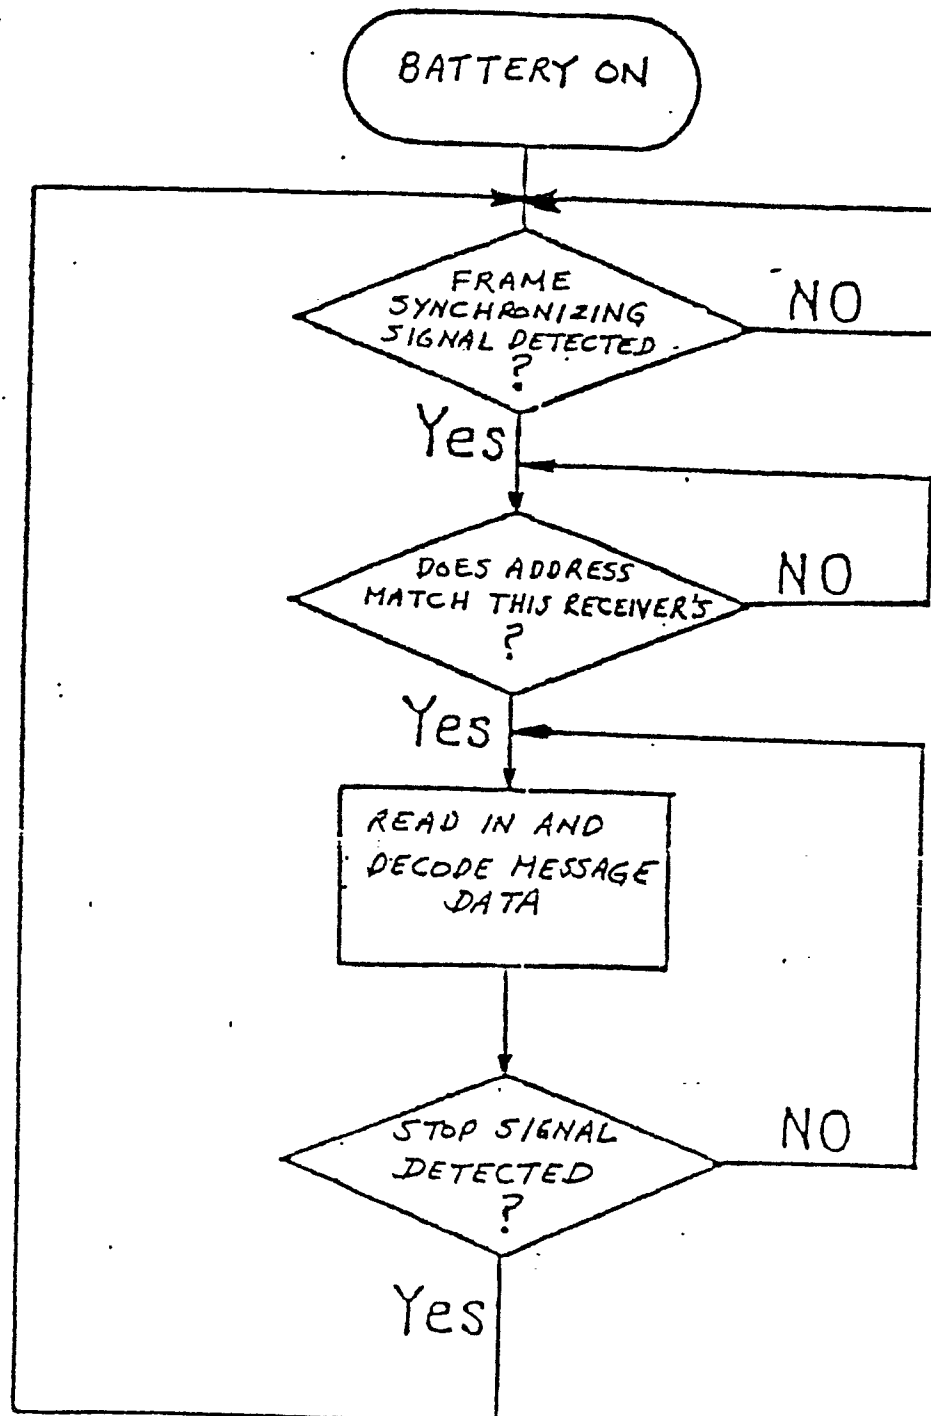 BATTERY ON
FRAME
SYNCHRONIZING
SIGNAL DETECTED
?
NO
Yes
DOES ADDRESS
MATCH THIS RECEIVER'S
?
NO
Yes
READ IN AND
DECODE MESSAGE
DATA
STOP SIGNAL
DETECTED
?
NO
Yes